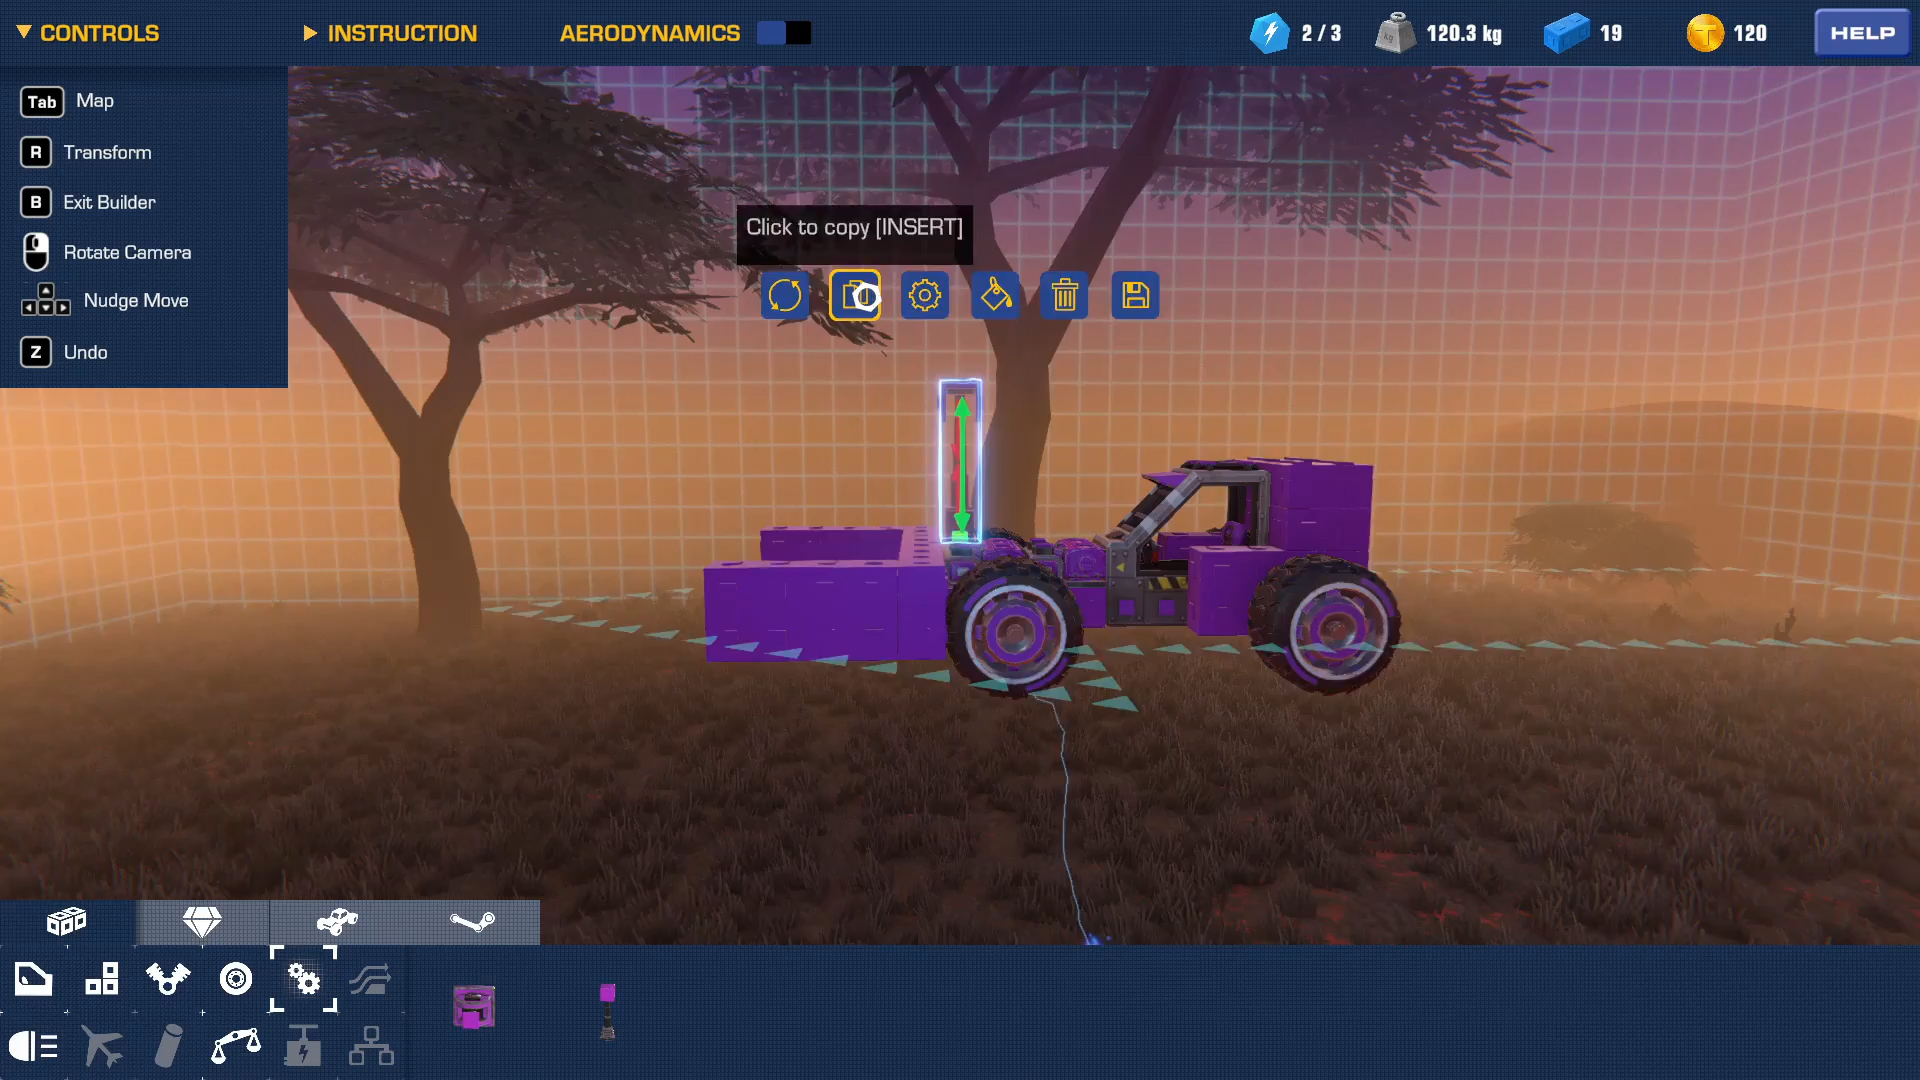 CONTROLS
INSTRUCTION
AERODYNAMICS
2 / 3
kg
120.3 kg
19
T
120
HELP
Tab Map
R Transform
B Exit Builder
Rotate Camera
Nudge Move
Z Undo
Click to copy [INSERT]